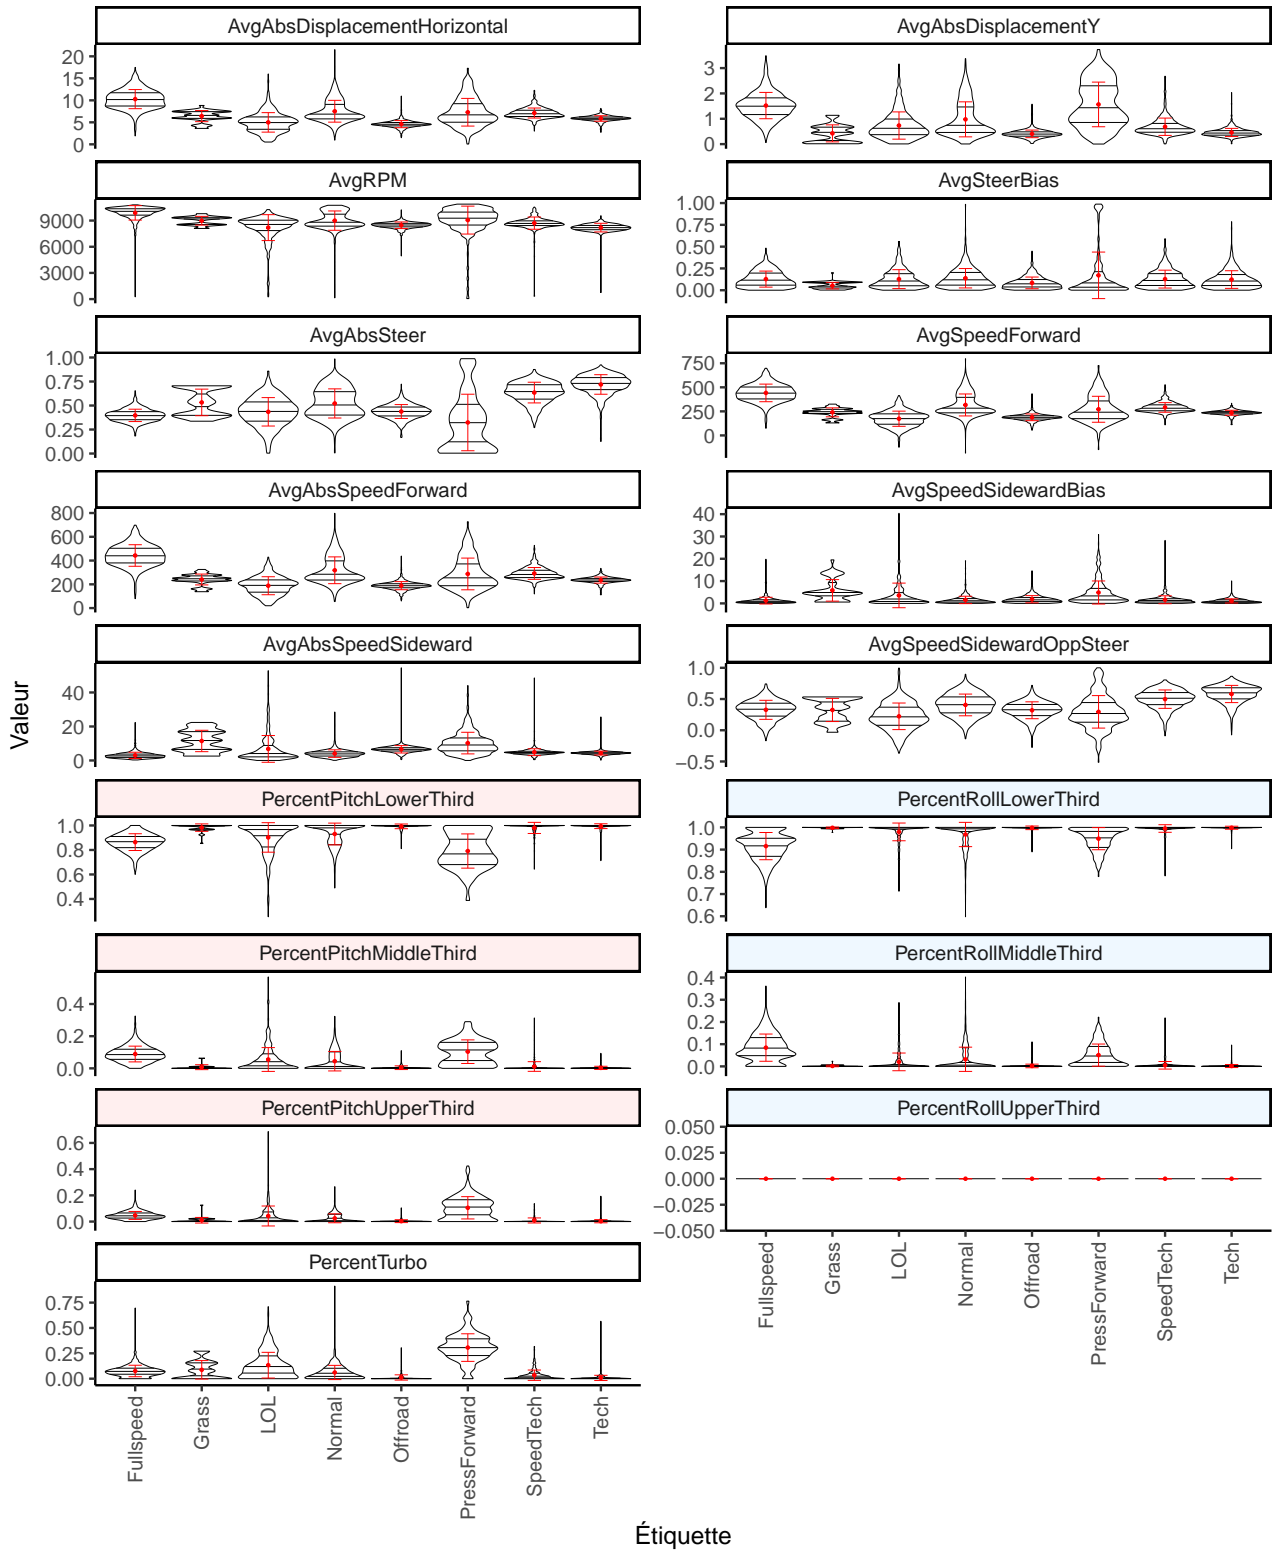 AvgAbsDisplacementHorizontal
20
15
10
5
0
AvgAbsDisplacementY
3
2
1
0
AvgRPM
9000
6000
3000
0
AvgSteerBias
1.00
0.75
0.50
0.25
0.00
AvgAbsSteer
1.00
0.75
0.50
0.25
0.00
AvgSpeedForward
750
500
250
0
AvgAbsSpeedForward
800
600
400
200
0
AvgSpeedSidewardBias
40
30
20
10
0
AvgAbsSpeedSideward
40
20
0
AvgSpeedSidewardOppSteer
1.0
0.5
0.0
−0.5
PercentPitchLowerThird
1.0
0.8
0.6
0.4
PercentRollLowerThird
1.0
0.9
0.8
0.7
0.6
PercentPitchMiddleThird
0.4
0.2
0.0
PercentRollMiddleThird
0.4
0.3
0.2
0.1
0.0
PercentPitchUpperThird
0.6
0.4
0.2
0.0
PercentRollUpperThird
0.050
0.025
0.000
−0.025
−0.050
Fullspeed
Grass
LOL
Normal
Offroad
PressForward
SpeedTech
Tech
PercentTurbo
0.75
0.50
0.25
0.00
Fullspeed
Grass
LOL
Normal
Offroad
PressForward
SpeedTech
Tech
Valeur
Étiquette